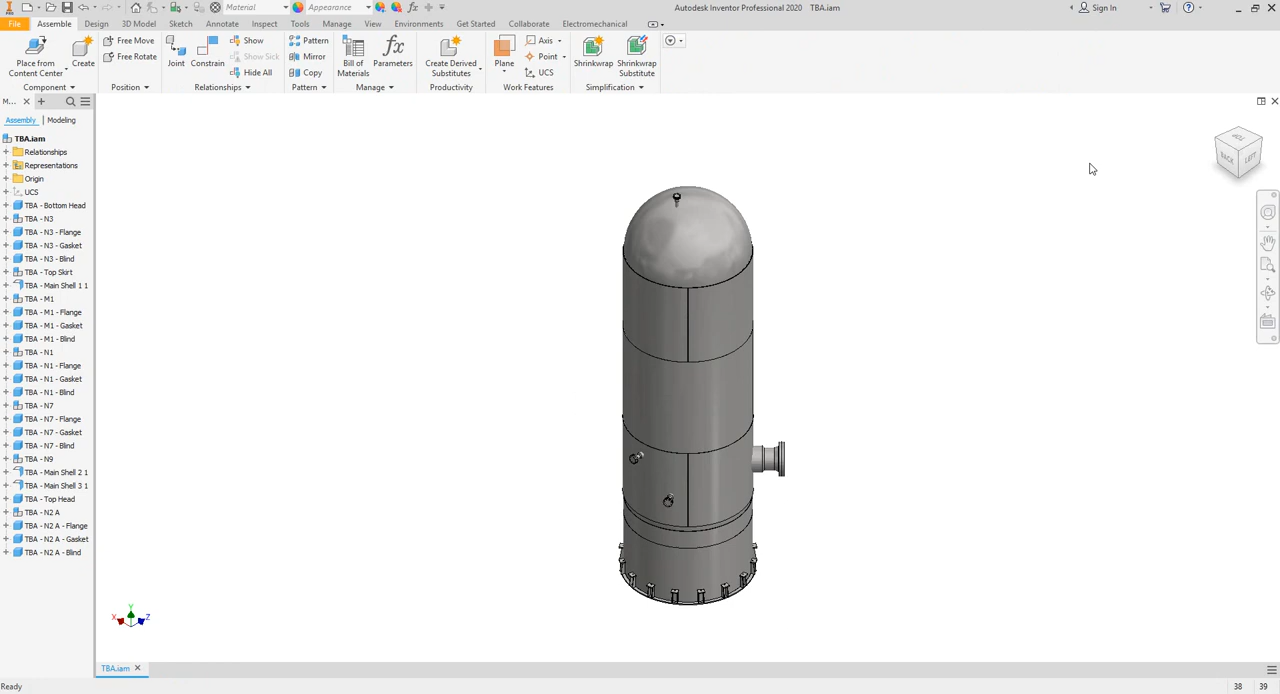 Material
Appearance
fx
Autodesk Inventor Professional 2020 TBA.iam
Sign In
File Assemble Design 3D Model Sketch Annotate Inspect Tools Manage View Environments Get Started Collaborate Electromechanical
Place from
Content Center
Create
Free Move
Free Rotate
Joint
Constrain
Show
Show Sick
Hide All
Pattern
Mirror
Copy
Bill of
Materials
fx
Parameters
Create Derived
Substitutes
Plane
Axis
Point
UCS
Shrinkwrap
Shrinkwrap
Substitute
Component Position Relationships Pattern Manage Productivity Work Features Simplification
M...
Assembly Modeling
TBA.iam
Relationships
Representations
Origin
UCS
TBA - Bottom Head
TBA - N3
TBA - N3 - Flange
TBA - N3 - Gasket
TBA - N3 - Blind
TBA - Top Skirt
TBA - Main Shell 1 1
TBA - M1
TBA - M1 - Flange
TBA - M1 - Gasket
TBA - M1 - Blind
TBA - N1
TBA - N1 - Flange
TBA - N1 - Gasket
TBA - N1 - Blind
TBA - N7
TBA - N7 - Flange
TBA - N7 - Gasket
TBA - N7 - Blind
TBA - N9
TBA - Main Shell 2 1
TBA - Main Shell 3 1
TBA - Top Head
TBA - N2 A
TBA - N2 A - Flange
TBA - N2 A - Gasket
TBA - N2 A - Blind
TOP
BACK
LEFT
Y
X
Z
TBA.iam
Ready
38 39